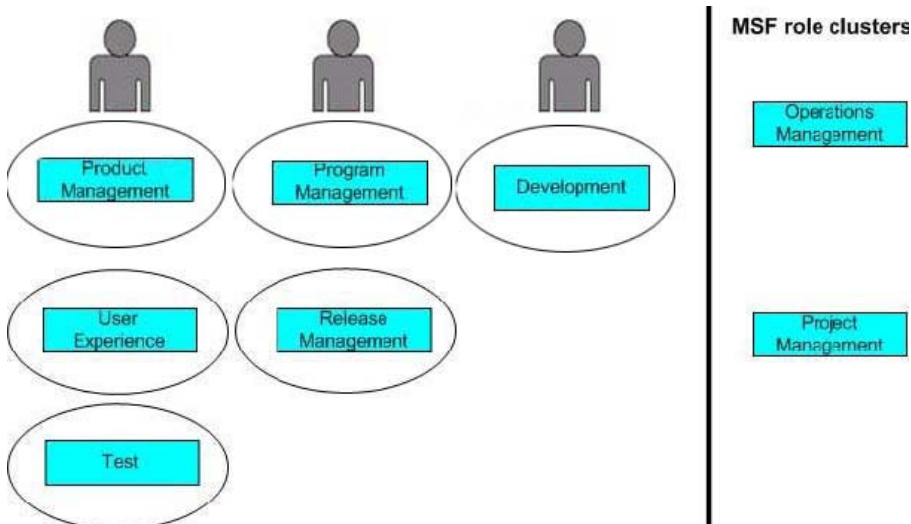 MSF role clusters
Product
Management
Program
Management
Development
Operations
Management
User
Experience
Release
Management
Project
Management
Test